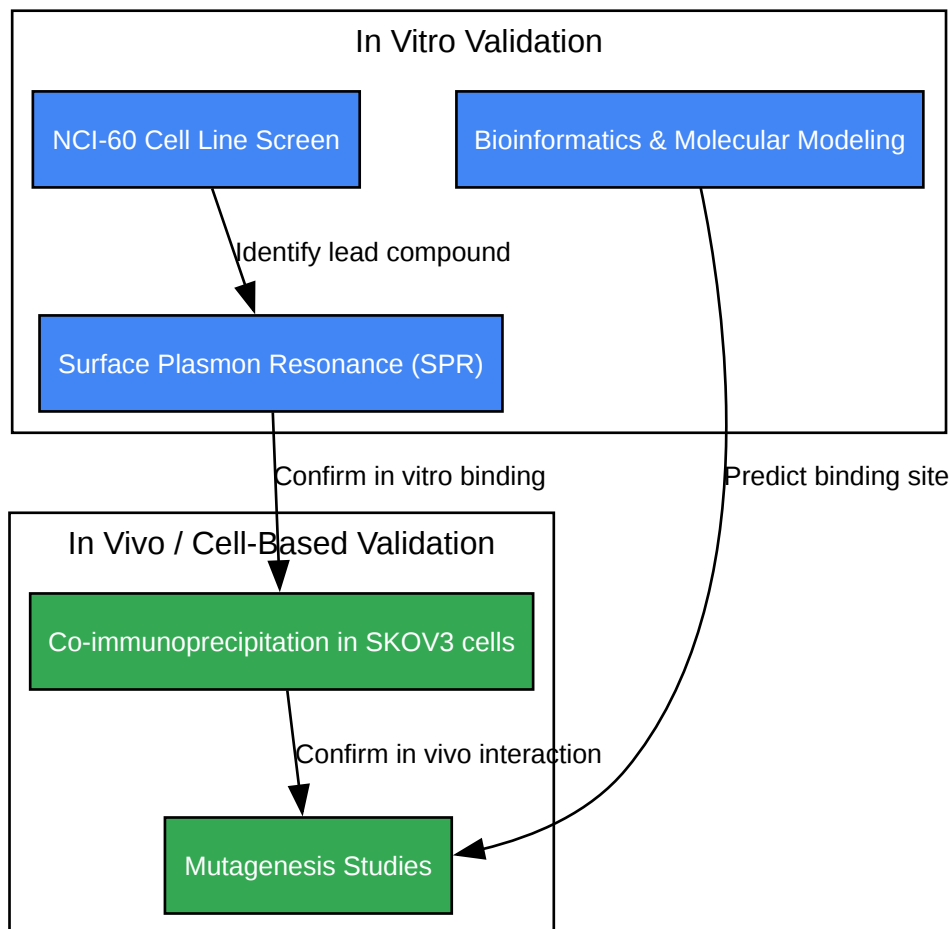 In Vitro Validation
NCI-60 Cell Line Screen
Bioinformatics & Molecular Modeling
Identify lead compound
Surface Plasmon Resonance (SPR)
Confirm in vitro binding
Predict binding site
In Vivo / Cell-Based Validation
Co-immunoprecipitation in SKOV3 cells
Confirm in vivo interaction
Mutagenesis Studies